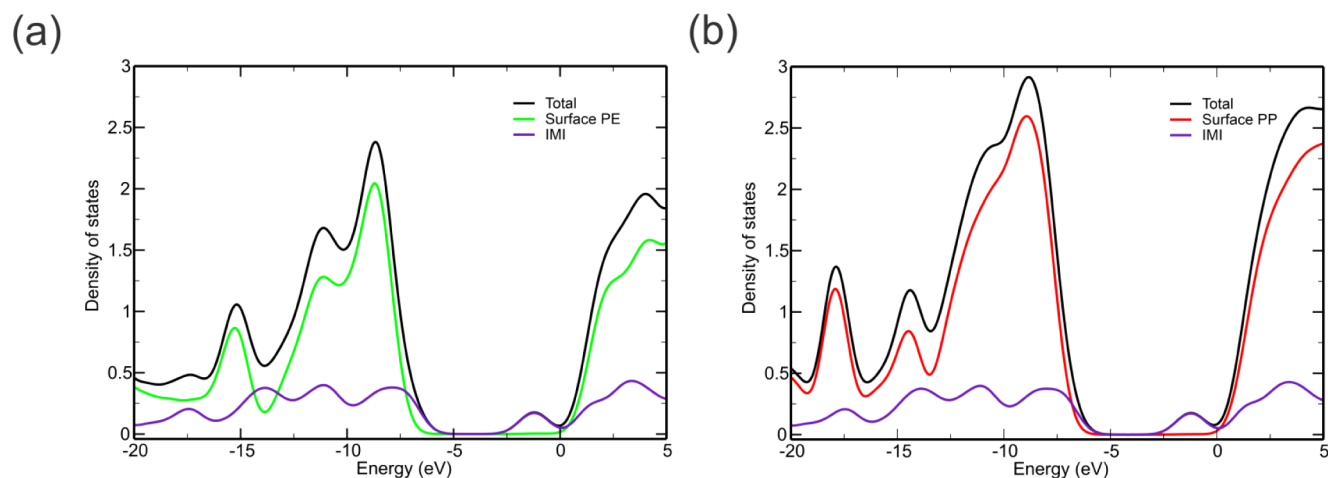 (a)
3
2.5
2
1.5
1
0.5
0
-20
-15
-10
-5
0
5
Density of states
Energy (eV)
Total
Surface PE
IMI
(b)
3
2.5
2
1.5
1
0.5
0
-20
-15
-10
-5
0
5
Density of states
Energy (eV)
Total
Surface PP
IMI